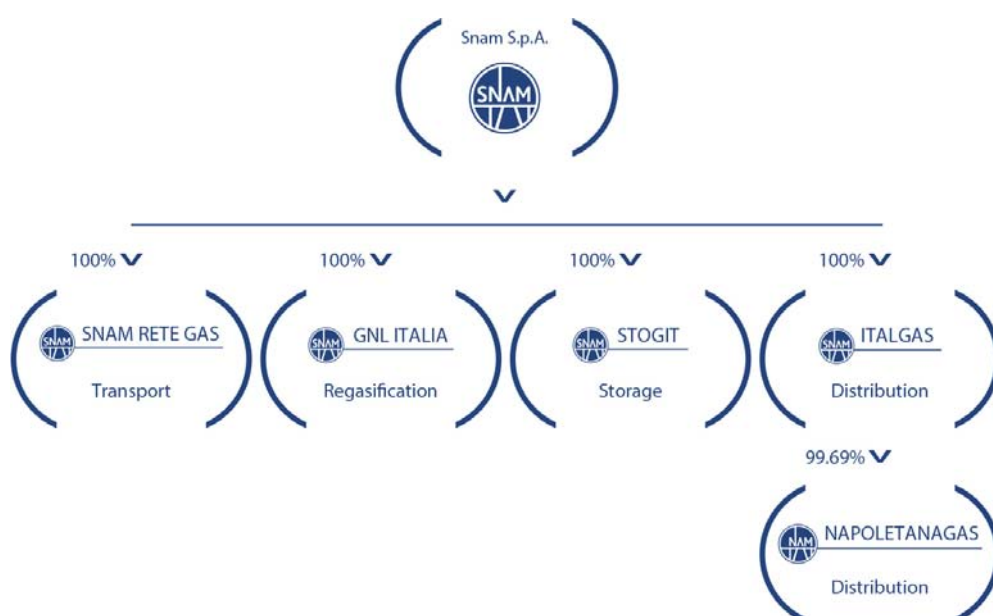 Snam S.p.A.
SNAM
100% 100% 100% 100%
SNAM SNAM RETE GAS
Transport
SNAM GNL ITALIA
Regasification
SNAM STOGIT
Storage
SNAM ITALGAS
Distribution
99.69%
NAM NAPOLETANAGAS
Distribution